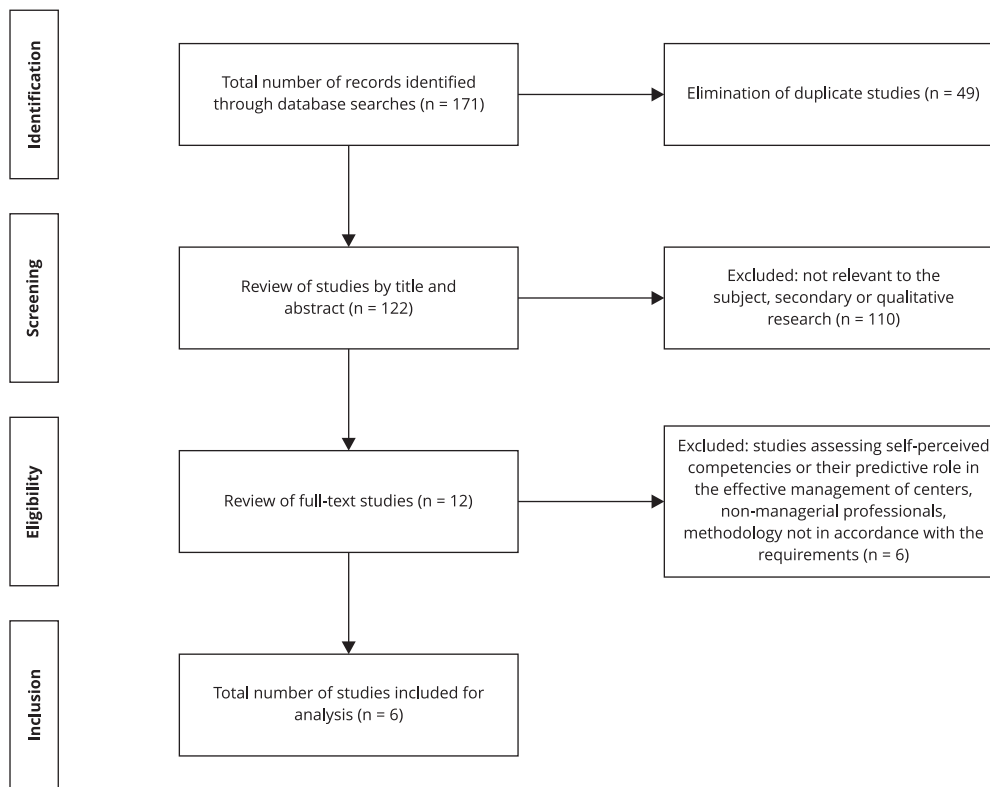 Identification
Total number of records identified
through database searches (n = 171)
Elimination of duplicate studies (n = 49)
Screening
Review of studies by title and
abstract (n = 122)
Excluded: not relevant to the
subject, secondary or qualitative
research (n = 110)
Eligibility
Review of full-text studies (n = 12)
Excluded: studies assessing self-perceived
competencies or their predictive role in
the effective management of centers,
non-managerial professionals,
methodology not in accordance with the
requirements (n = 6)
Inclusion
Total number of studies included for
analysis (n = 6)